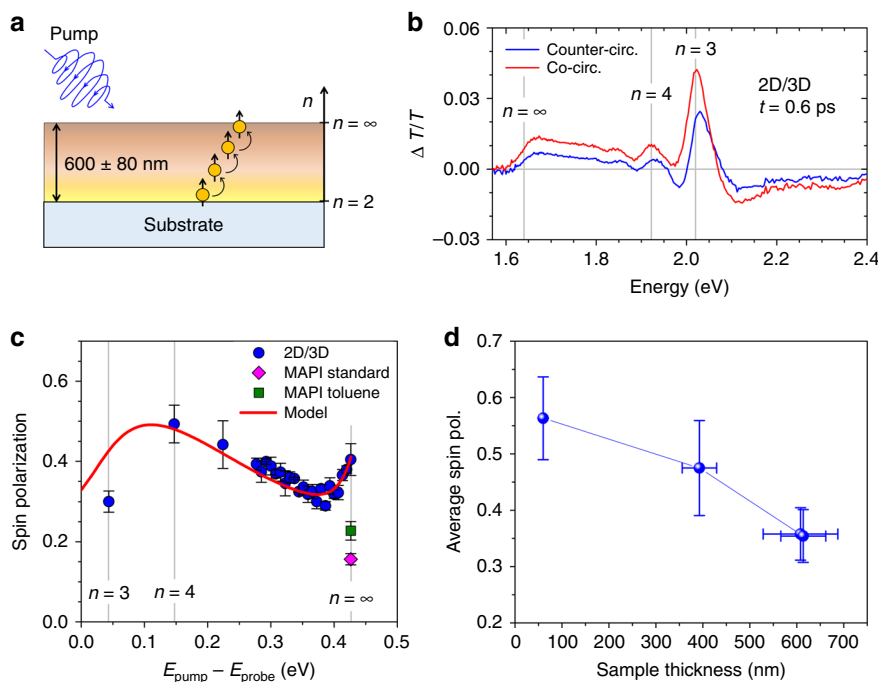 a
Pump
n
n = ∞
600 ± 80 nm
n = 2
Substrate
b
Counter-circ.
Co-circ.
n = 3
n = 4
n = ∞
2D/3D
t = 0.6 ps
Δ T/T
0.06
0.03
0.00
−0.03
1.6
1.8
2.0
2.2
2.4
Energy (eV)
c
2D/3D
MAPI standard
MAPI toluene
Model
Spin polarization
0.6
0.4
0.2
0.0
n = 3
n = 4
n = ∞
0.0
0.1
0.2
0.3
0.4
0.5
Epump − Eprobe (eV)
d
Average spin pol.
0.7
0.6
0.5
0.4
0.3
0.2
0
100
200
300
400
500
600
700
Sample thickness (nm)